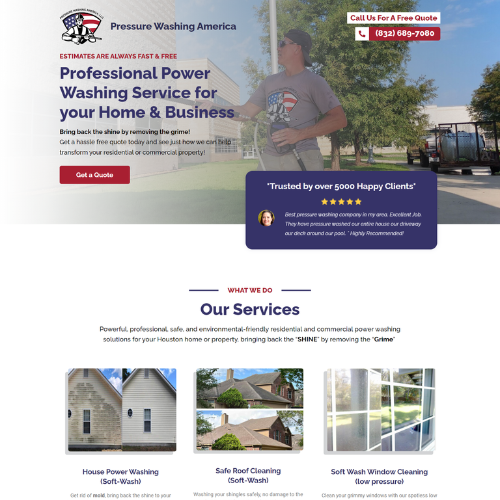 PRESSURE WASHING AMERICA LLC
Pressure Washing America
Call Us For A Free Quote
(832) 689-7080
ESTIMATES ARE ALWAYS FAST & FREE
Professional Power
Washing Service for
your Home & Business
Bring back the shine by removing the grime!
Get a hassle free quote today and see just how we can help
transform your residential or commercial property!
Get a Quote
"Trusted by over 5000 Happy Clients"
Best pressure washing company in my area. Excellent Job.
They have pressure washed our entire house our driveway
our deck around our pool. " Highly Recommended!
WHAT WE DO
Our Services
Powerful, professional, safe, and environmental-friendly residential and commercial power washing
solutions for your Houston home or property, bringing back the "SHINE" by removing the "Grime"
House Power Washing
(Soft-Wash)
Safe Roof Cleaning
(Soft-Wash)
Soft Wash Window Cleaning
(low pressure)
Get rid of mold, bring back the shine to your
Washing your shingles safely, no damage to the
Clean your grimmy windows with our spotless low